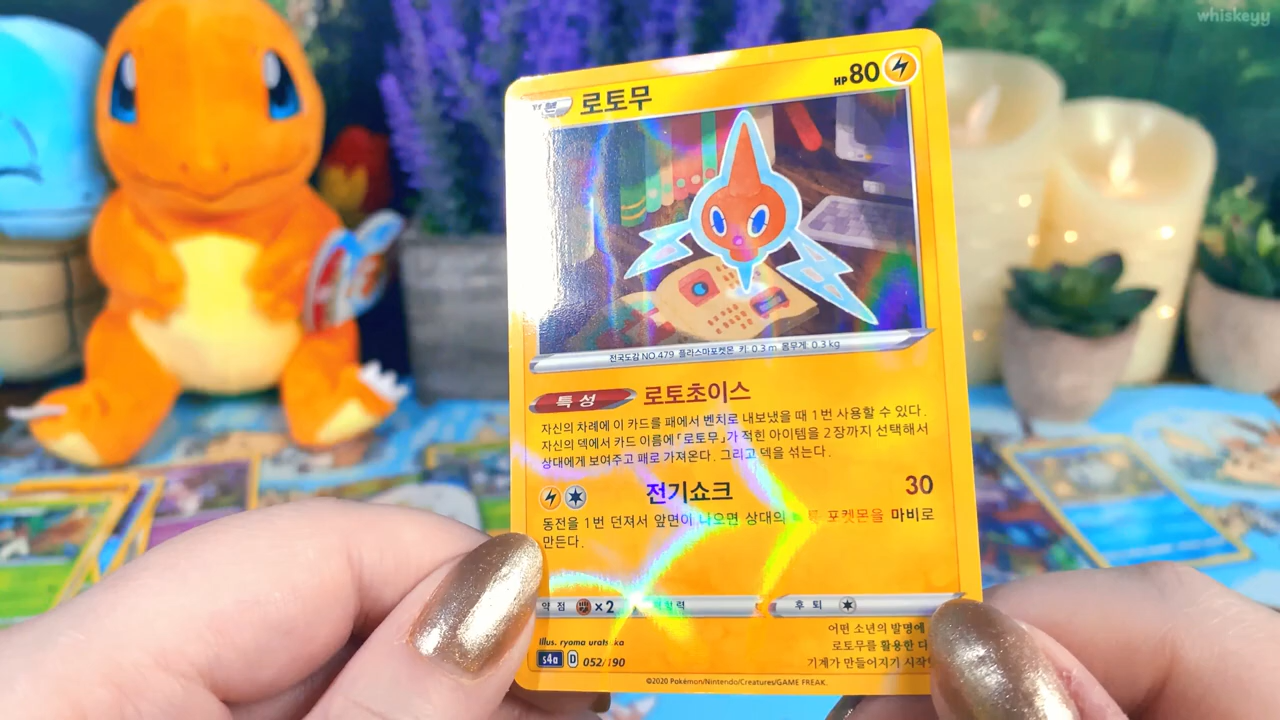 whiskeyy
로토무
HP 80
전국도감 NO.479 플라스마포켓몬 키: 0.3 m 몸무게: 0.3 kg
특성 로토초이스
자신의 차례에 이 카드를 패에서 벤치로 내보냈을 때 1번 사용할 수 있다.
자신의 덱에서 카드 이름에 「로토무」가 적힌 아이템을 2장까지 선택해서
상대에게 보여주고 패로 가져온다. 그리고 덱을 섞는다.
전기쇼크 30
동전을 1번 던져서 앞면이 나오면 상대의 포켓몬을 마비로
만든다.
약점 ×2 후퇴
어떤 소년의 발명에
Illus. ryoma uratsuka
로토무를 활용한 다
s4a D 052/190
기계가 만들어지기 시작
©2020 Pokémon/Nintendo/Creatures/GAME FREAK.